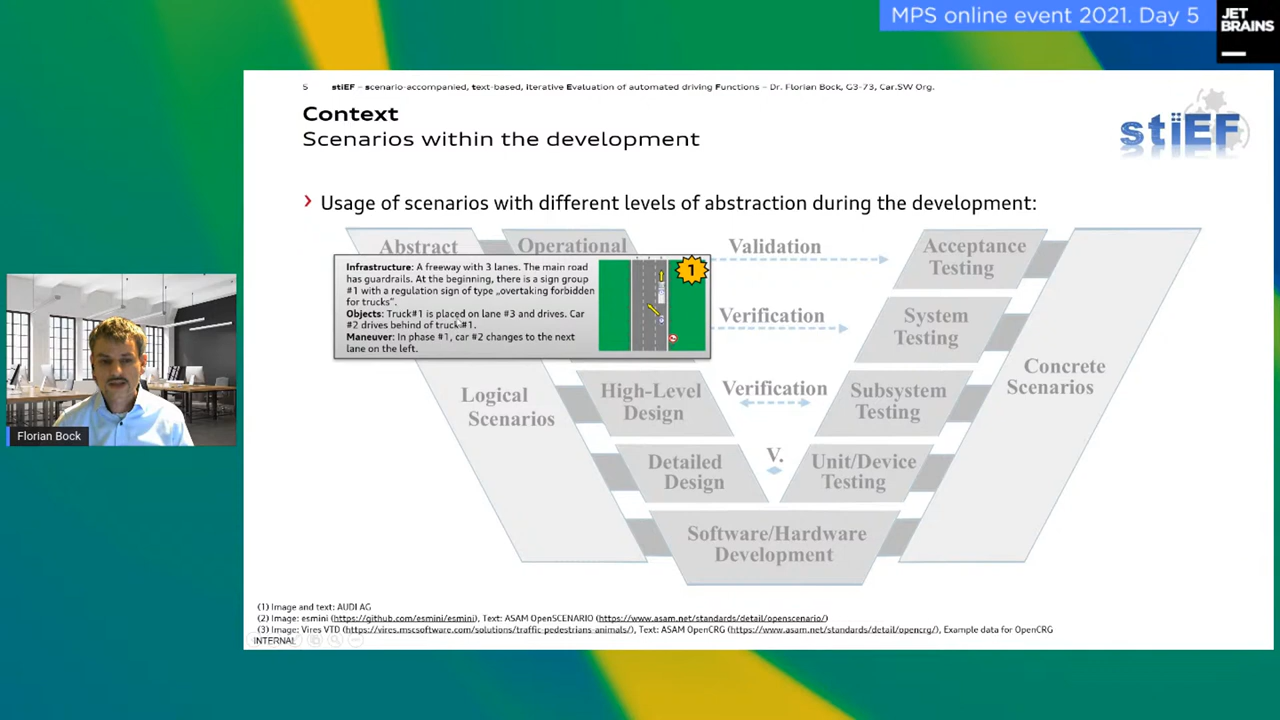 MPS online event 2021. Day 5
JET
BRAINS
5 stiEF – scenario-accompanied, text-based, iterative Evaluation of automated driving Functions – Dr. Florian Bock, G3-73, Car.SW Org.
Context
Scenarios within the development
stiEF
› Usage of scenarios with different levels of abstraction during the development:
Abstract
Operational
Validation
Acceptance
Testing
Infrastructure: A freeway with 3 lanes. The main road
has guardrails. At the beginning, there is a sign group
#1 with a regulation sign of type „overtaking forbidden
for trucks“.
Objects: Truck#1 is placed on lane #3 and drives. Car
#2 drives behind of truck#1.
Maneuver: In phase #1, car #2 changes to the next
lane on the left.
1
Verification
System
Testing
Concrete
Scenarios
Logical
Scenarios
High-Level
Design
Verification
Subsystem
Testing
Detailed
Design
V.
Unit/Device
Testing
Software/Hardware
Development
Florian Bock
(1) Image and text: AUDI AG
(2) Image: esmini (https://github.com/esmini/esmini), Text: ASAM OpenSCENARIO (https://www.asam.net/standards/detail/openscenario/)
(3) Image: Vires VTD (https://vires.mscsoftware.com/solutions/traffic-pedestrians-animals/), Text: ASAM OpenCRG (https://www.asam.net/standards/detail/opencrg/), Example data for OpenCRG
INTERNAL